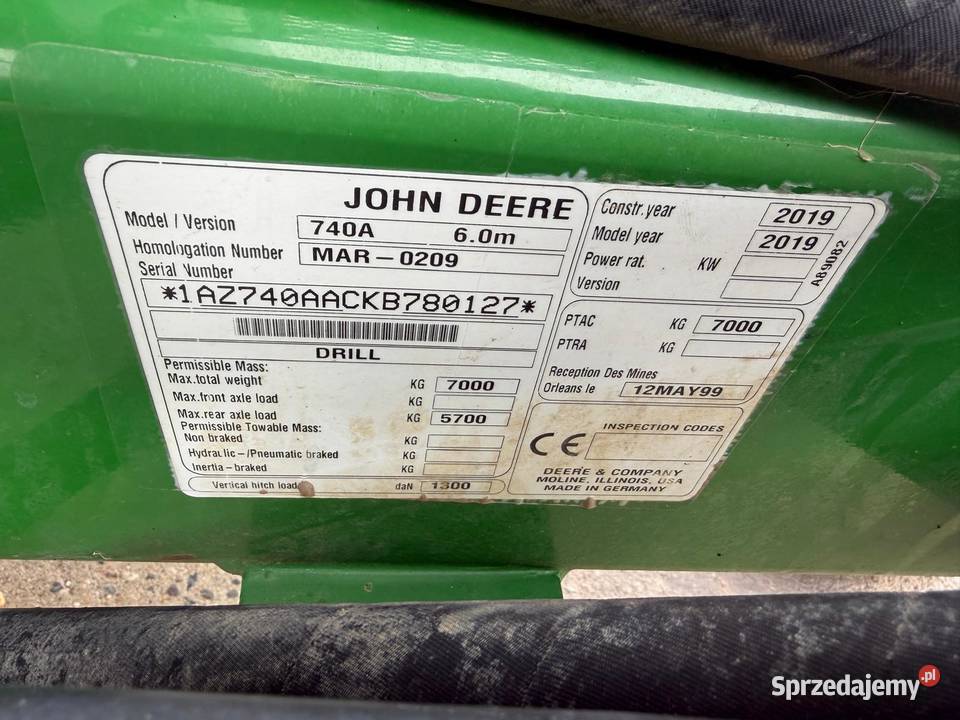 JOHN DEERE
Model / Version 740A 6.0m
Homologation Number MAR-0209
Serial Number
*1AZ740AACKB780127*
DRILL
Permissible Mass:
Max.total weight KG 7000
Max.front axle load KG
Max.rear axle load KG 5700
Permissible Towable Mass:
Non braked KG
Hydraulic-/Pneumatic braked KG
Inertia-braked KG
Vertical hitch load daN 1300
Constr.year 2019
Model year 2019
Power rat. KW
Version
A89082
PTAC KG 7000
PTRA KG
Reception Des Mines
Orleans le 12MAY99
INSPECTION CODES
CE
DEERE & COMPANY
MOLINE, ILLINOIS, USA
MADE IN GERMANY
Sprzedajemy.pl